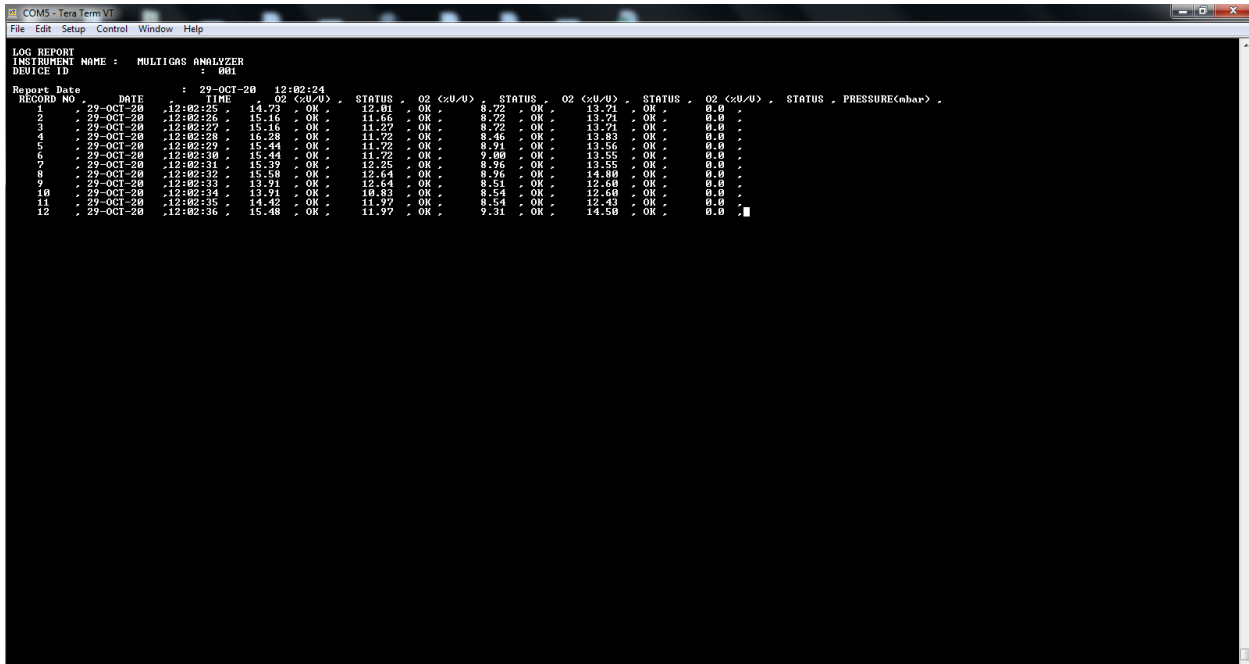 COM5 - Tera Term VT
File Edit Setup Control Window Help
LOG REPORT
INSTRUMENT NAME : MULTIGAS ANALYZER
DEVICE ID : 001
Report Date : 29-OCT-20 12:02:24
RECORD NO , DATE , TIME , O2 (%V/V) , STATUS , O2 (%V/V) , STATUS , O2 (%V/V) , STATUS , O2 (%V/V) , STATUS , PRESSURE(mbar) ,
1 , 29-OCT-20 ,12:02:25 , 14.73 , OK , 12.01 , OK , 8.72 , OK , 13.71 , OK , 0.0 ,
2 , 29-OCT-20 ,12:02:26 , 15.16 , OK , 11.66 , OK , 8.72 , OK , 13.71 , OK , 0.0 ,
3 , 29-OCT-20 ,12:02:27 , 15.16 , OK , 11.27 , OK , 8.72 , OK , 13.71 , OK , 0.0 ,
4 , 29-OCT-20 ,12:02:28 , 16.28 , OK , 11.72 , OK , 8.46 , OK , 13.83 , OK , 0.0 ,
5 , 29-OCT-20 ,12:02:29 , 15.44 , OK , 11.72 , OK , 8.91 , OK , 13.56 , OK , 0.0 ,
6 , 29-OCT-20 ,12:02:30 , 15.44 , OK , 11.72 , OK , 9.00 , OK , 13.55 , OK , 0.0 ,
7 , 29-OCT-20 ,12:02:31 , 15.39 , OK , 12.25 , OK , 8.96 , OK , 13.55 , OK , 0.0 ,
8 , 29-OCT-20 ,12:02:32 , 15.58 , OK , 12.64 , OK , 8.96 , OK , 14.80 , OK , 0.0 ,
9 , 29-OCT-20 ,12:02:33 , 13.91 , OK , 12.64 , OK , 8.51 , OK , 12.60 , OK , 0.0 ,
10 , 29-OCT-20 ,12:02:34 , 13.91 , OK , 10.83 , OK , 8.54 , OK , 12.60 , OK , 0.0 ,
11 , 29-OCT-20 ,12:02:35 , 14.42 , OK , 11.97 , OK , 8.54 , OK , 12.43 , OK , 0.0 ,
12 , 29-OCT-20 ,12:02:36 , 15.48 , OK , 11.97 , OK , 9.31 , OK , 14.50 , OK , 0.0 ,